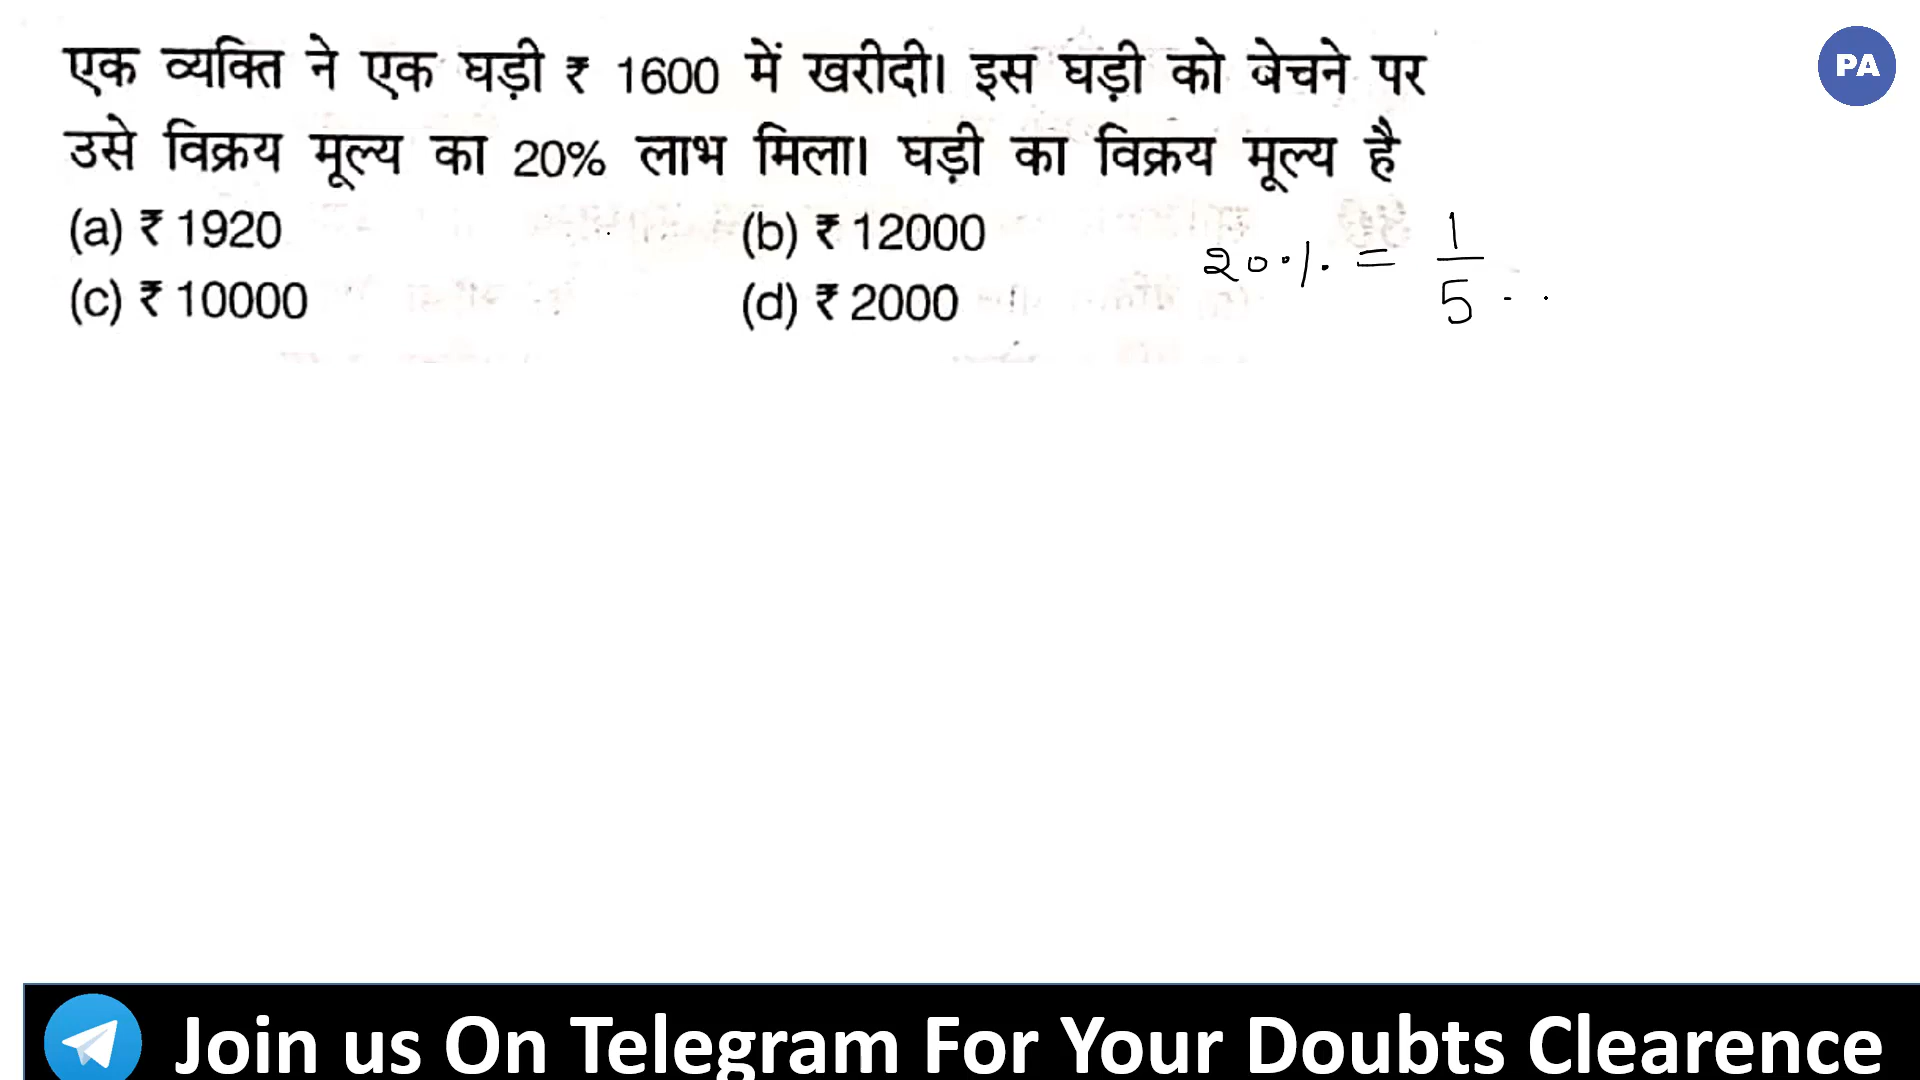 एक व्यक्ति ने एक घड़ी ₹ 1600 में खरीदी। इस घड़ी को बेचने पर
उसे विक्रय मूल्य का 20% लाभ मिला। घड़ी का विक्रय मूल्य है
(a) ₹ 1920 (b) ₹ 12000
(c) ₹ 10000 (d) ₹ 2000
20% = 1/5
PA
Join us On Telegram For Your Doubts Clearence